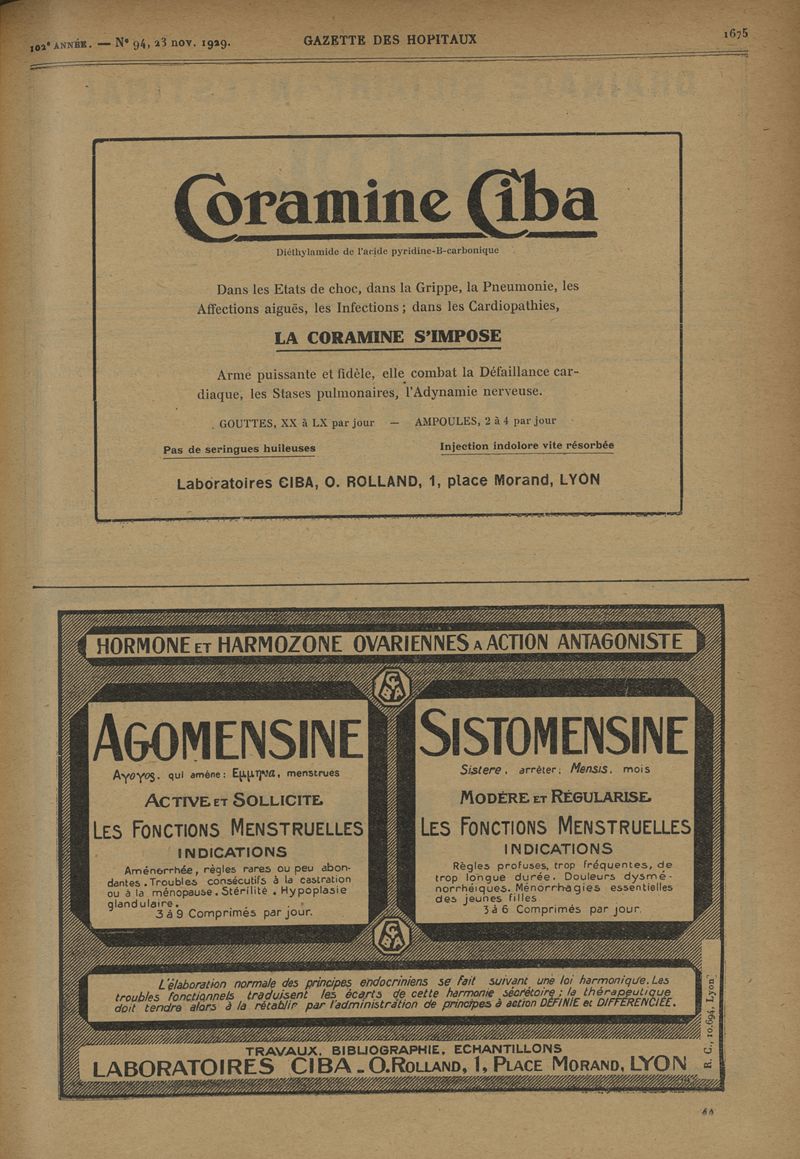 102e ANNÉE. — N° 94, 23 nov. 1929.
GAZETTE DES HOPITAUX
1675
Coramine Ciba
Diéthylamide de l'acide pyridine-B-carbonique
Dans les Etats de choc, dans la Grippe, la Pneumonie, les
Affections aiguës, les Infections ; dans les Cardiopathies,
LA CORAMINE S'IMPOSE
Arme puissante et fidèle, elle combat la Défaillance car-
diaque, les Stases pulmonaires, l'Adynamie nerveuse.
GOUTTES, XX à LX par jour — AMPOULES, 2 à 4 par jour
Pas de seringues huileuses
Injection indolore vite résorbée
Laboratoires CIBA, O. ROLLAND, 1, place Morand, LYON
HORMONE ET HARMOZONE OVARIENNES A ACTION ANTAGONISTE
CIBA
AGOMENSINE
Αγογος, qui amène: Εμμηνα, menstrues
ACTIVE ET SOLLICITE
LES FONCTIONS MENSTRUELLES
INDICATIONS
Aménorrhée, règles rares ou peu abon-
dantes. Troubles consécutifs à la castration
ou à la ménopause. Stérilité. Hypoplasie
glandulaire.
3 à 9 Comprimés par jour.
SISTOMENSINE
Sistere, arrêter; Mensis, mois
MODÈRE ET RÉGULARISE
LES FONCTIONS MENSTRUELLES
INDICATIONS
Règles profuses, trop fréquentes, de
trop longue durée. Douleurs dysmé-
norrhéiques. Ménorrhagies essentielles
des jeunes filles
3 à 6 Comprimés par jour.
CIBA
L'élaboration normale des principes endocriniens se fait suivant une loi harmonique. Les
troubles fonctionnels traduisent les écarts de cette harmonie sécrétoire ; la thérapeutique
doit tendre alors à la rétablir par l'administration de principes à action DÉFINIE et DIFFÉRENCIÉE.
TRAVAUX, BIBLIOGRAPHIE, ECHANTILLONS
LABORATOIRES CIBA - O. ROLLAND, 1, PLACE MORAND, LYON
R. C., 10.694, Lyon